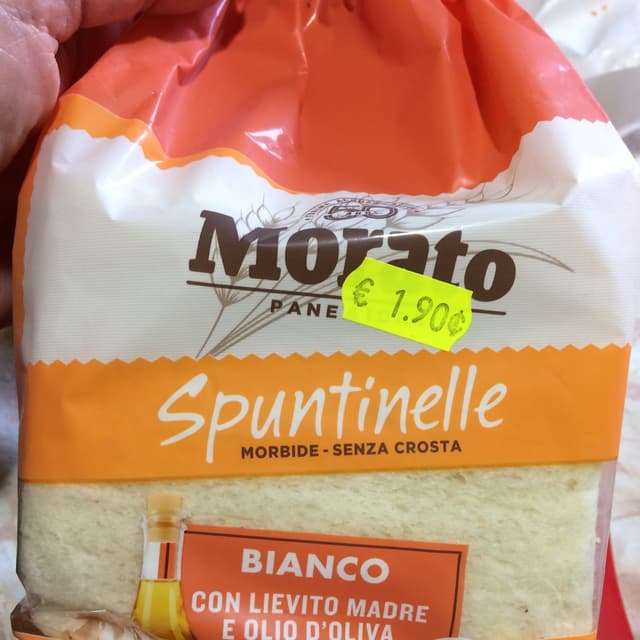 Morato
PANE
€ 1.90¢
Spuntinelle
MORBIDE - SENZA CROSTA
BIANCO
CON LIEVITO MADRE
E OLIO D'OLIVA